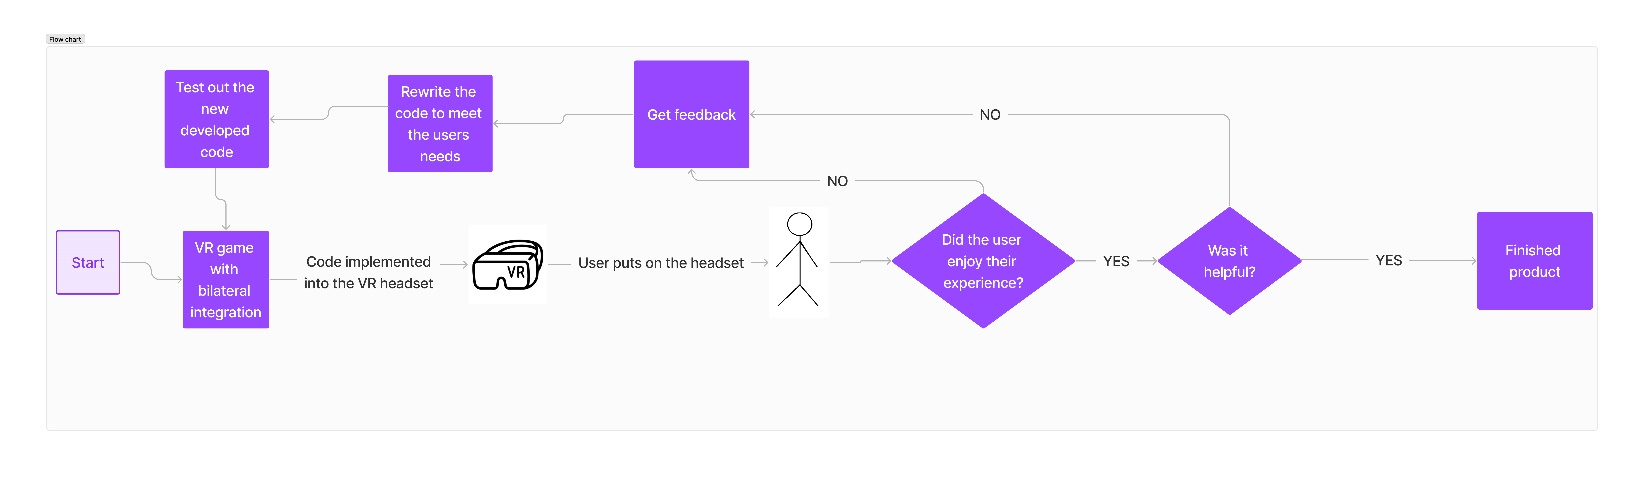 Flow chart
Test out the
new
developed
code
Rewrite the
code to meet
the users
needs
Get feedback
NO
NO
Start
VR game
with
bilateral
integration
Code implemented
into the VR headset
VR
User puts on the headset
Did the user
enjoy their
experience?
YES
Was it
helpful?
YES
Finished
product